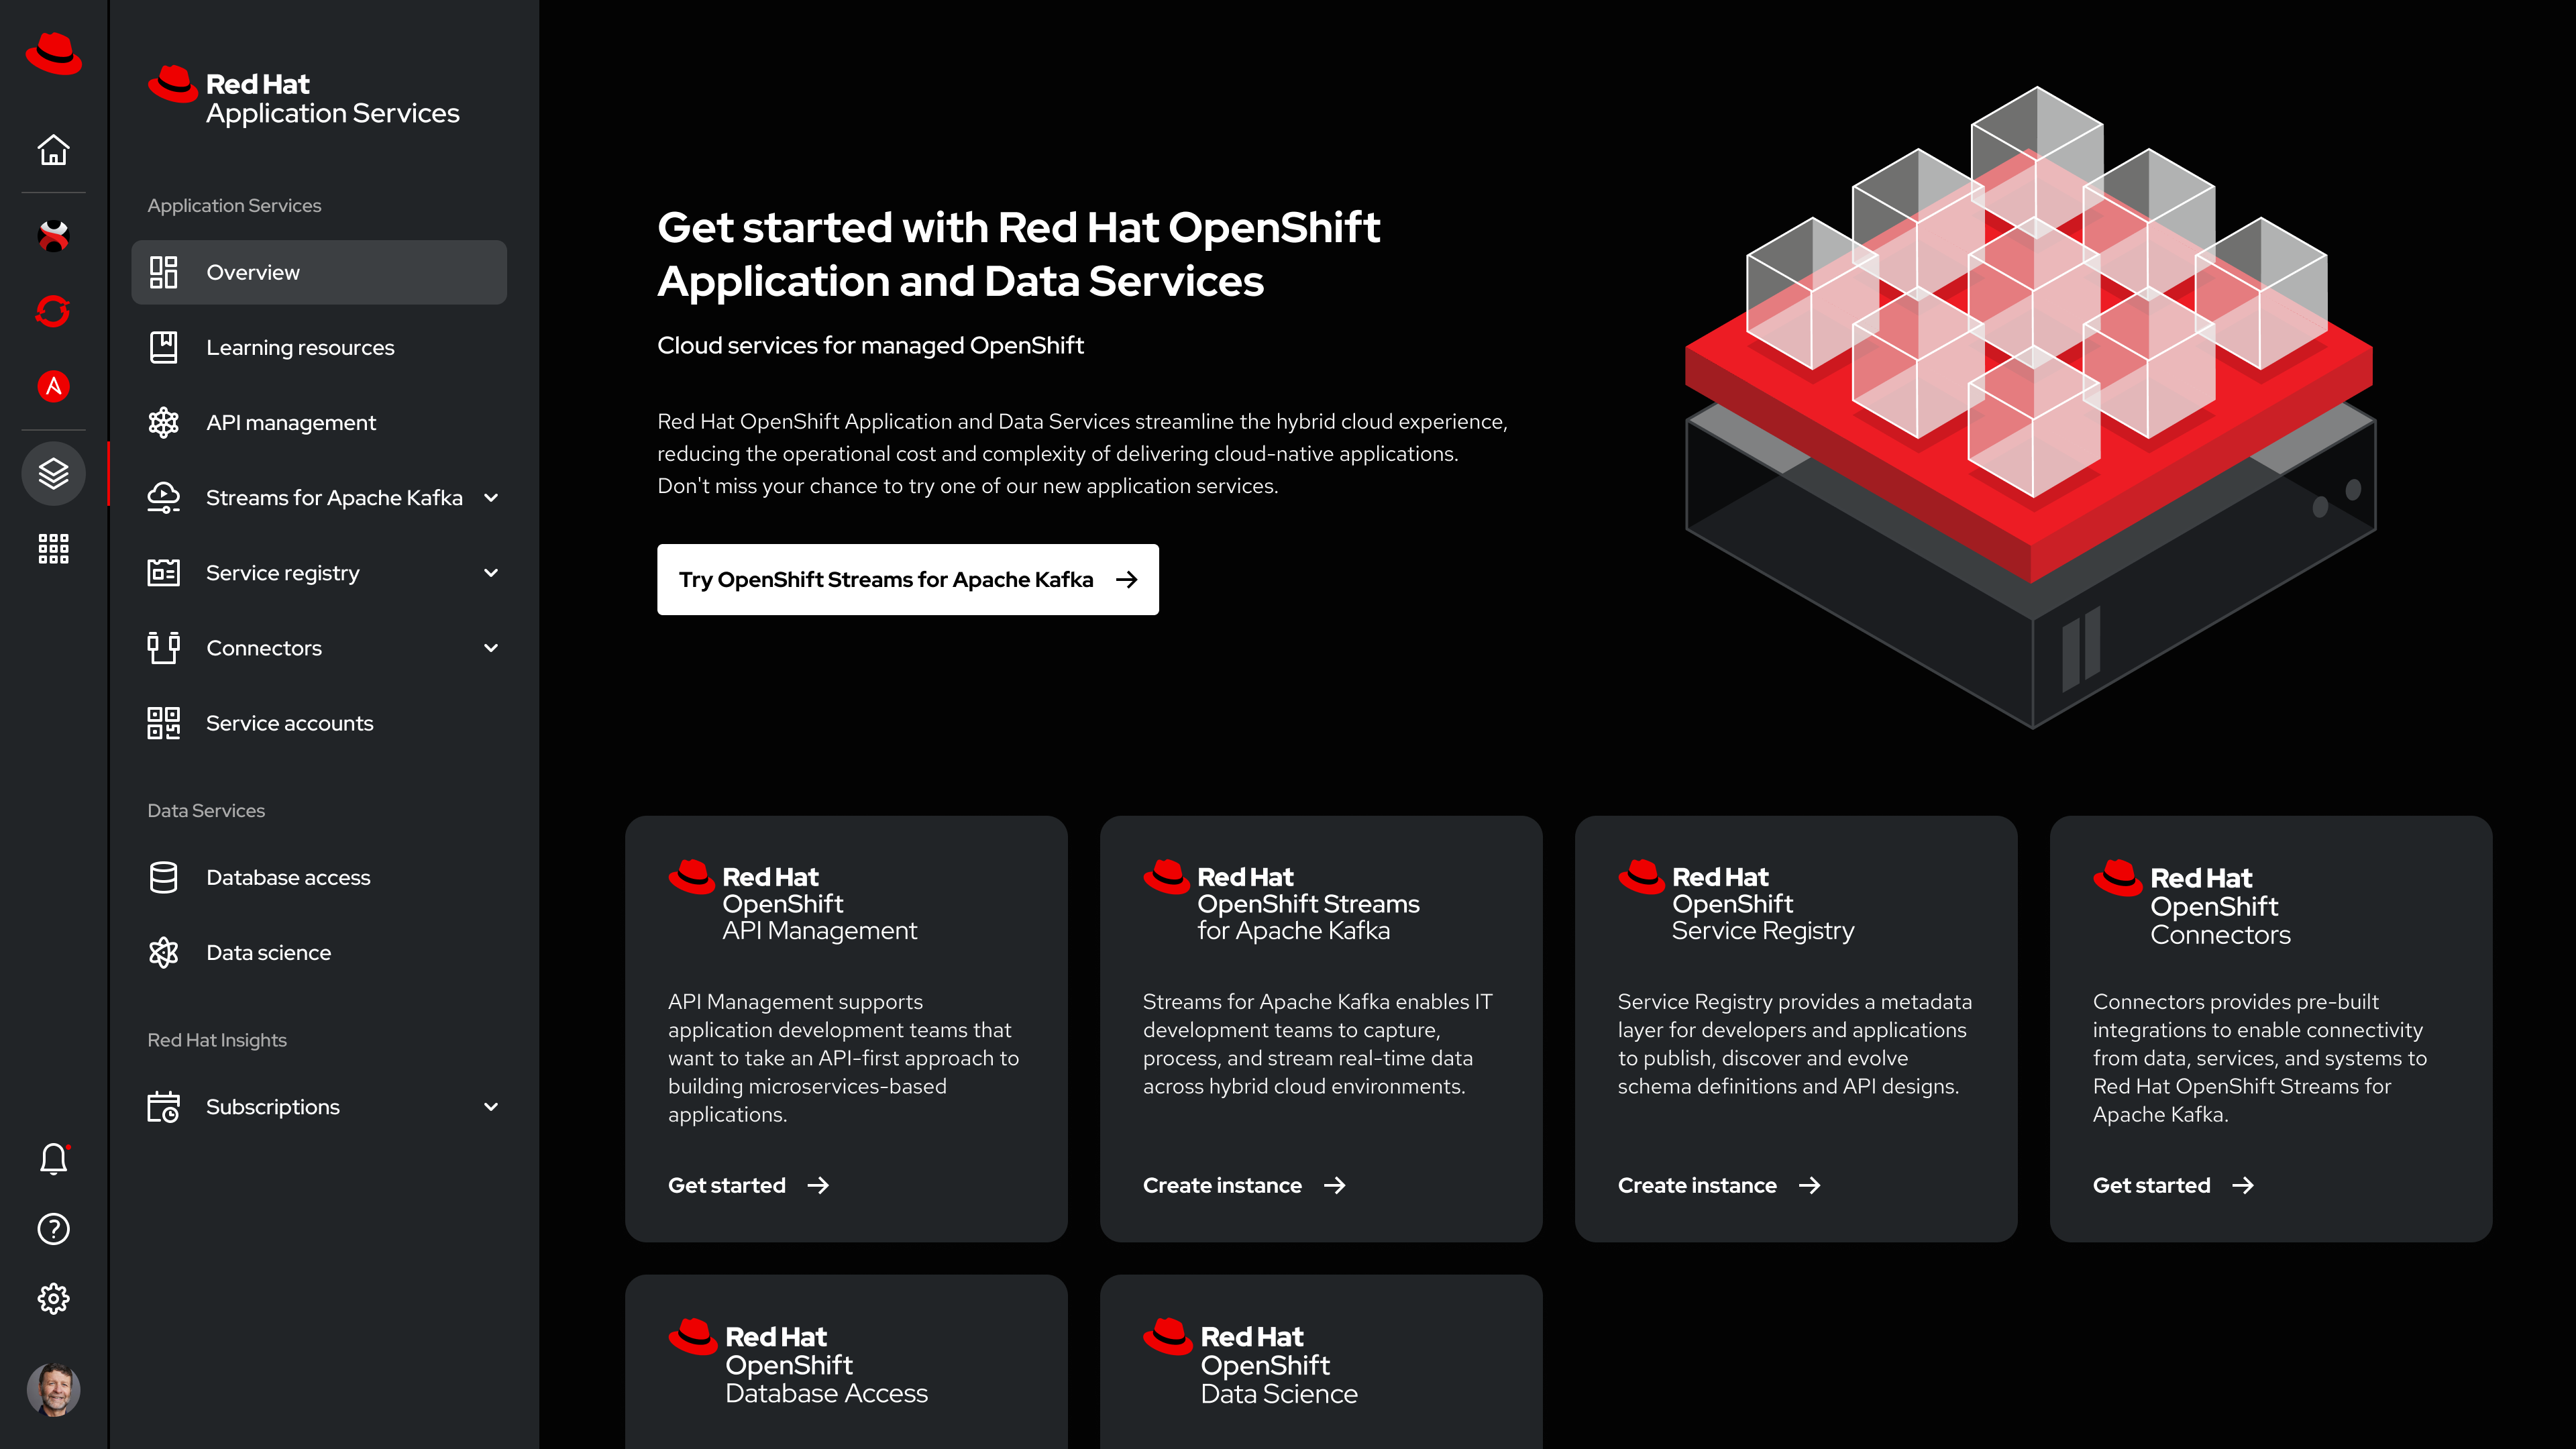 Red Hat
Application Services
Application Services
Overview
Learning resources
API management
Streams for Apache Kafka
Service registry
Connectors
Service accounts
Data Services
Database access
Data science
Red Hat Insights
Subscriptions
Get started with Red Hat OpenShift
Application and Data Services
Cloud services for managed OpenShift
Red Hat OpenShift Application and Data Services streamline the hybrid cloud experience,
reducing the operational cost and complexity of delivering cloud-native applications.
Don't miss your chance to try one of our new application services.
Try OpenShift Streams for Apache Kafka
Red Hat
OpenShift
API Management
API Management supports
application development teams that
want to take an API-first approach to
building microservices-based
applications.
Get started
Red Hat
OpenShift Streams
for Apache Kafka
Streams for Apache Kafka enables IT
development teams to capture,
process, and stream real-time data
across hybrid cloud environments.
Create instance
Red Hat
OpenShift
Service Registry
Service Registry provides a metadata
layer for developers and applications
to publish, discover and evolve
schema definitions and API designs.
Create instance
Red Hat
OpenShift
Connectors
Connectors provides pre-built
integrations to enable connectivity
from data, services, and systems to
Red Hat OpenShift Streams for
Apache Kafka.
Get started
Red Hat
OpenShift
Database Access
Red Hat
OpenShift
Data Science